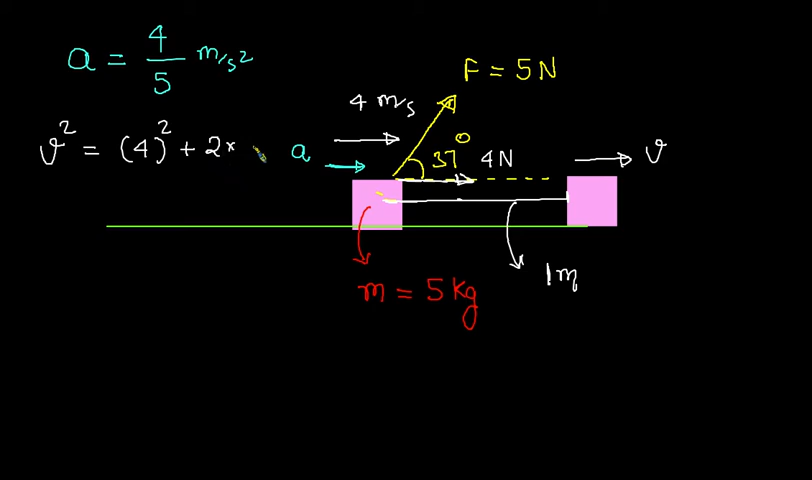 a = 4/5 m/s²
F = 5N
4 m/s
v² = (4)² + 2×
a
37°
4N
v
1m
m = 5 kg